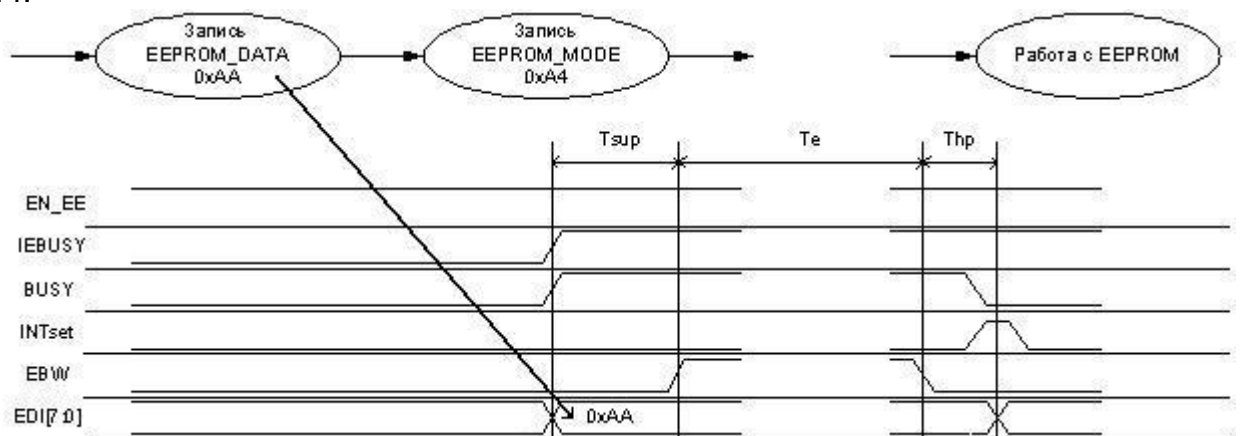 Запись
EEPROM_DATA
0xAA
Запись
EEPROM_MODE
0xA4
Работа с EEPROM
Tsup
Te
Thp
EN_EE
IEBUSY
BUSY
INTset
EBW
EDI[7:0]
0xAA